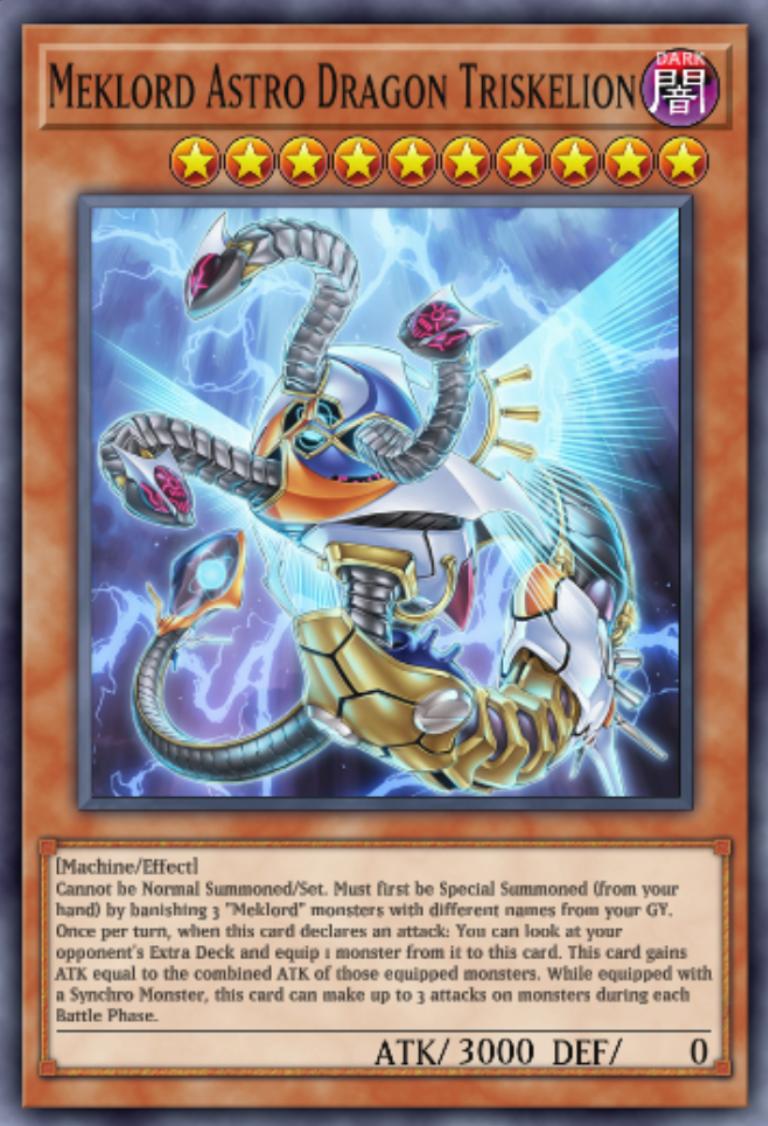 MEKLORD ASTRO DRAGON TRISKELION
DARK
闇
[Machine/Effect]
Cannot be Normal Summoned/Set. Must first be Special Summoned (from your
hand) by banishing 3 "Meklord" monsters with different names from your GY.
Once per turn, when this card declares an attack: You can look at your
opponent's Extra Deck and equip 1 monster from it to this card. This card gains
ATK equal to the combined ATK of those equipped monsters. While equipped with
a Synchro Monster, this card can make up to 3 attacks on monsters during each
Battle Phase.
ATK/ 3000 DEF/ 0